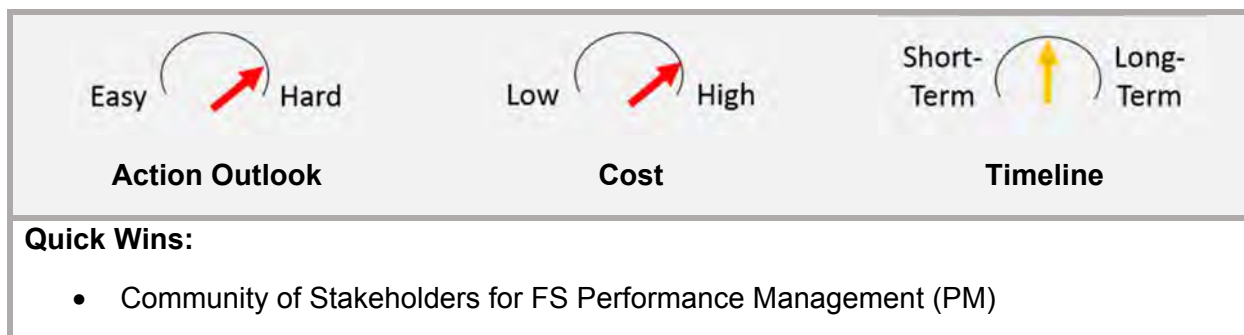 Easy Hard
Low High
Short- Long-
Term Term
Action Outlook Cost Timeline
Quick Wins:
• Community of Stakeholders for FS Performance Management (PM)